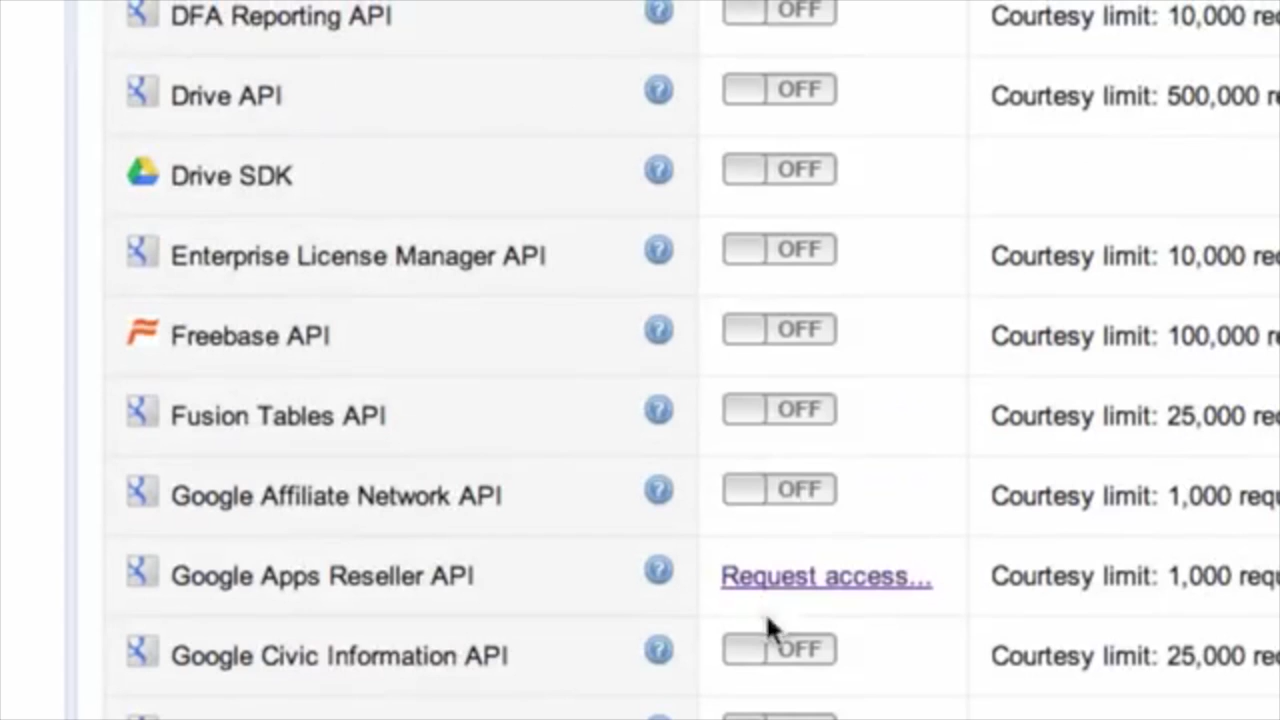 DFA Reporting API ? OFF Courtesy limit: 10,000
Drive API ? OFF Courtesy limit: 500,000
Drive SDK ? OFF
Enterprise License Manager API ? OFF Courtesy limit: 10,000
Freebase API ? OFF Courtesy limit: 100,000
Fusion Tables API ? OFF Courtesy limit: 25,000
Google Affiliate Network API ? OFF Courtesy limit: 1,000
Google Apps Reseller API ? Request access... Courtesy limit: 1,000
Google Civic Information API ? OFF Courtesy limit: 25,000